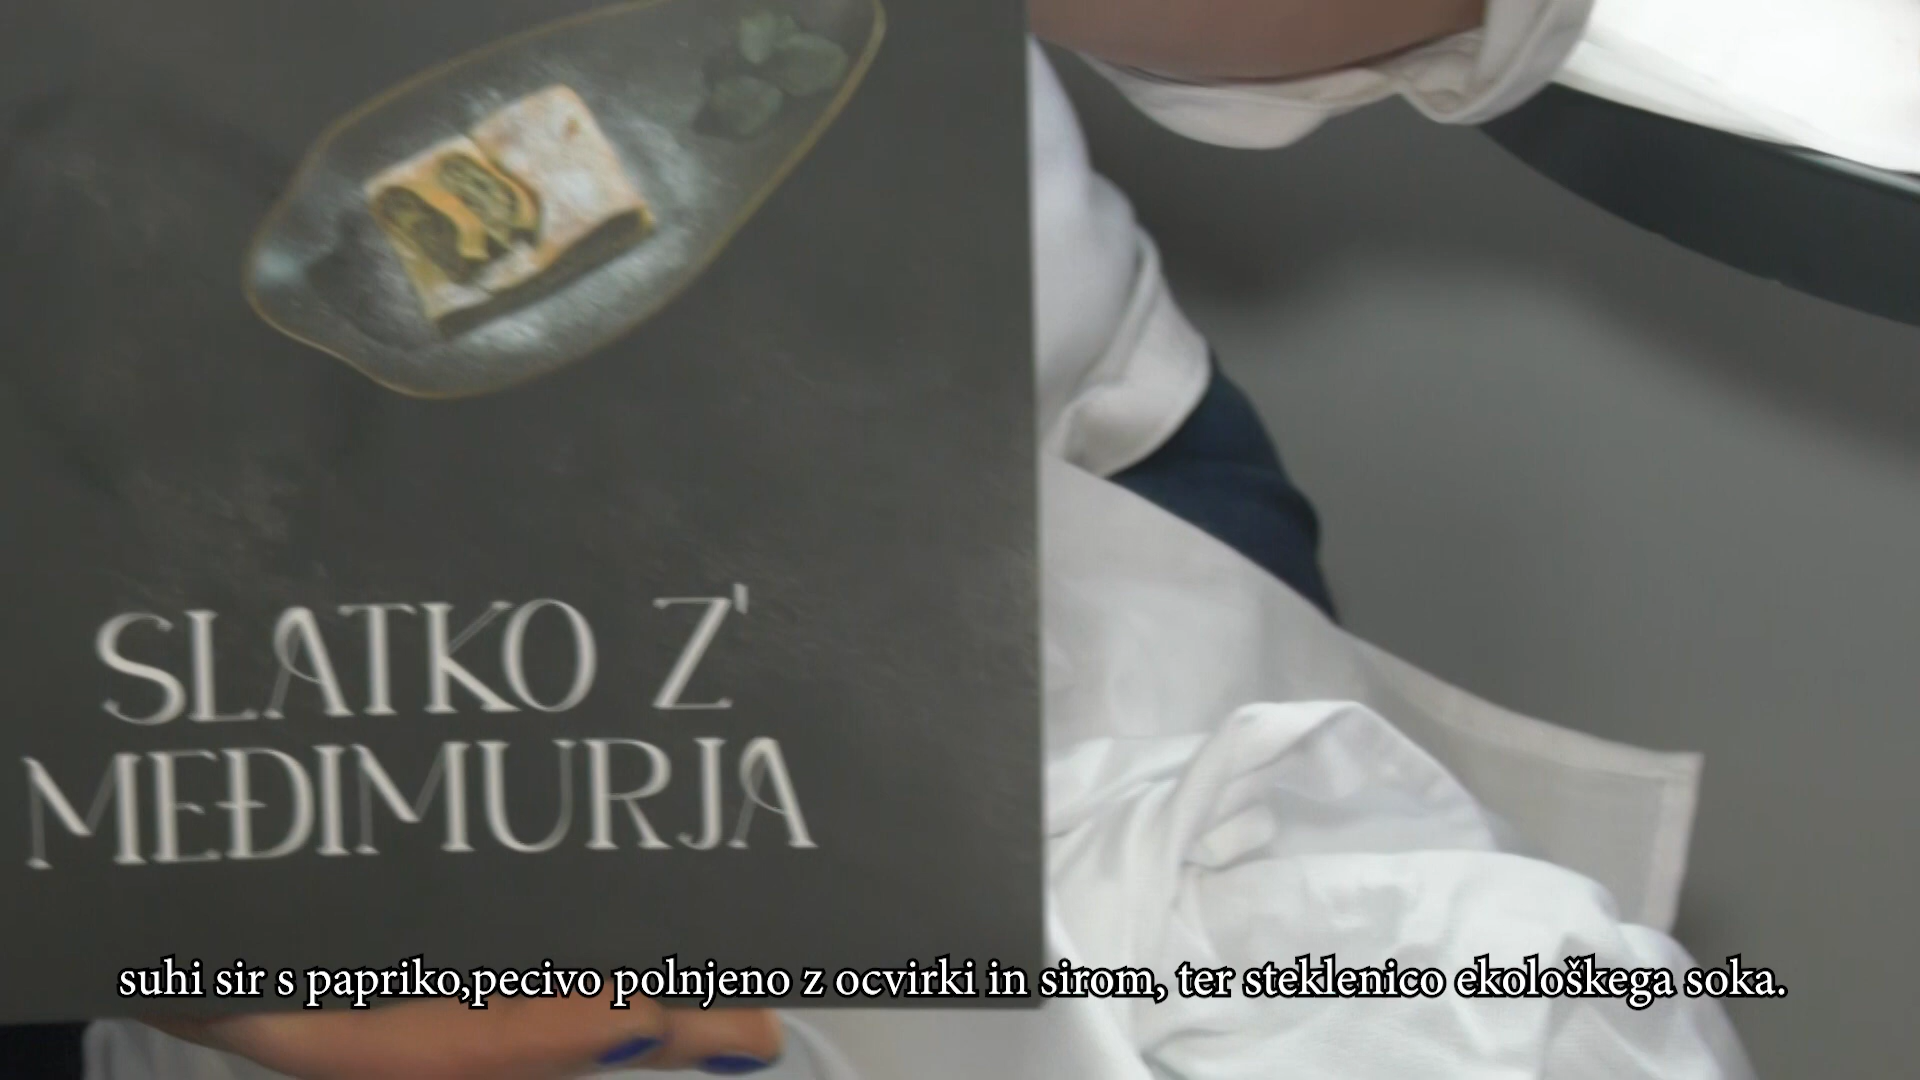 SLATKO Z'
MEĐIMURJA
suhi sir s papriko,pecivo polnjeno z ocvirki in sirom, ter steklenico ekološkega soka.